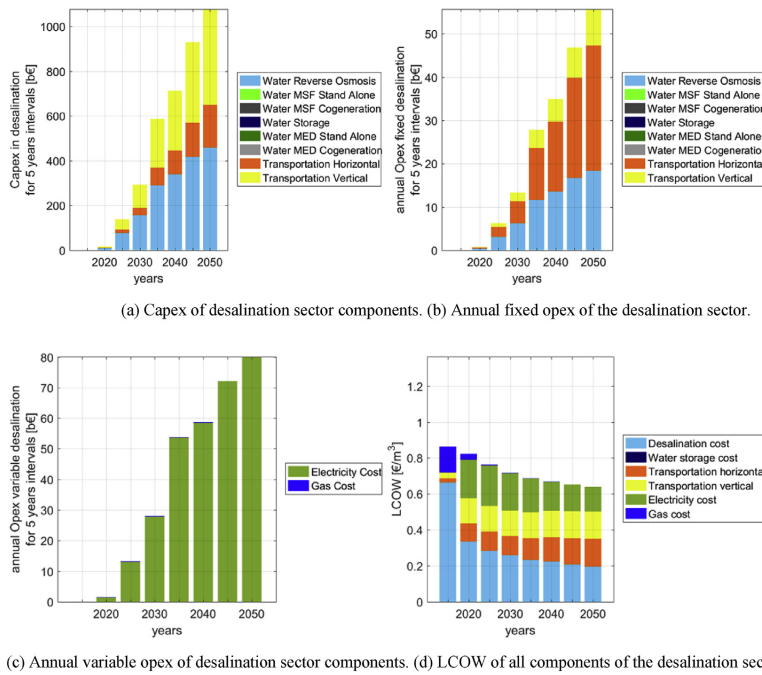 Capex in desalination
for 5 years intervals [b€]
1000
800
600
400
200
0
2020 2030 2040 2050
years
Water Reverse Osmosis
Water MSF Stand Alone
Water MSF Cogeneration
Water Storage
Water MED Stand Alone
Water MED Cogeneration
Transportation Horizontal
Transportation Vertical
annual Opex fixed desalination
for 5 years intervals [b€]
50
40
30
20
10
0
2020 2030 2040 2050
years
Water Reverse Osmosis
Water MSF Stand Alone
Water MSF Cogeneration
Water Storage
Water MED Stand Alone
Water MED Cogeneration
Transportation Horizonta
Transportation Vertical
(a) Capex of desalination sector components. (b) Annual fixed opex of the desalination sector.
annual Opex variable desalination
for 5 years intervals [b€]
80
70
60
50
40
30
20
10
0
2020 2030 2040 2050
years
Electricity Cost
Gas Cost
LCOW [€/m³]
1.2
1
0.8
0.6
0.4
0.2
0
2020 2030 2040 2050
years
Desalination cost
Water storage cost
Transportation horizontal
Transportation vertical
Electricity cost
Gas cost
(c) Annual variable opex of desalination sector components. (d) LCOW of all components of the desalination sec